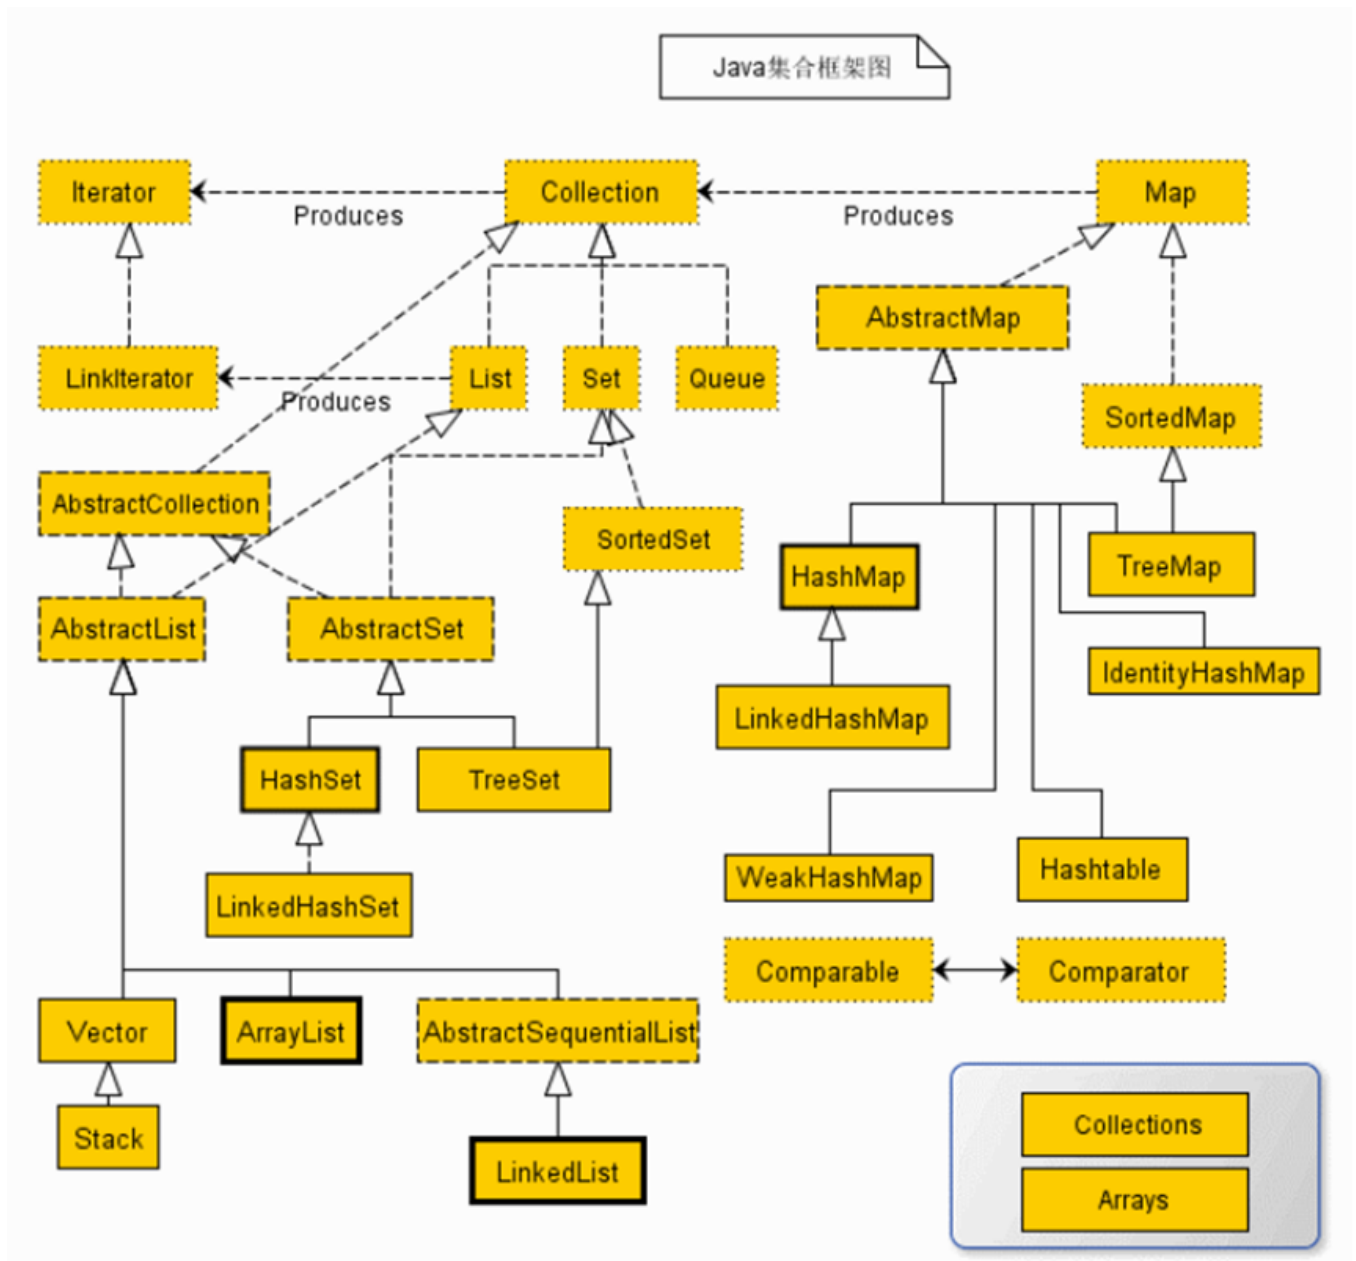 Java集合框架图
Iterator
Produces
Collection
Produces
Map
AbstractMap
LinkIterator
Produces
List
Set
Queue
SortedMap
AbstractCollection
SortedSet
HashMap
TreeMap
AbstractList
AbstractSet
IdentityHashMap
LinkedHashMap
HashSet
TreeSet
WeakHashMap
Hashtable
LinkedHashSet
Comparable
Comparator
Vector
ArrayList
AbstractSequentialList
Stack
LinkedList
Collections
Arrays